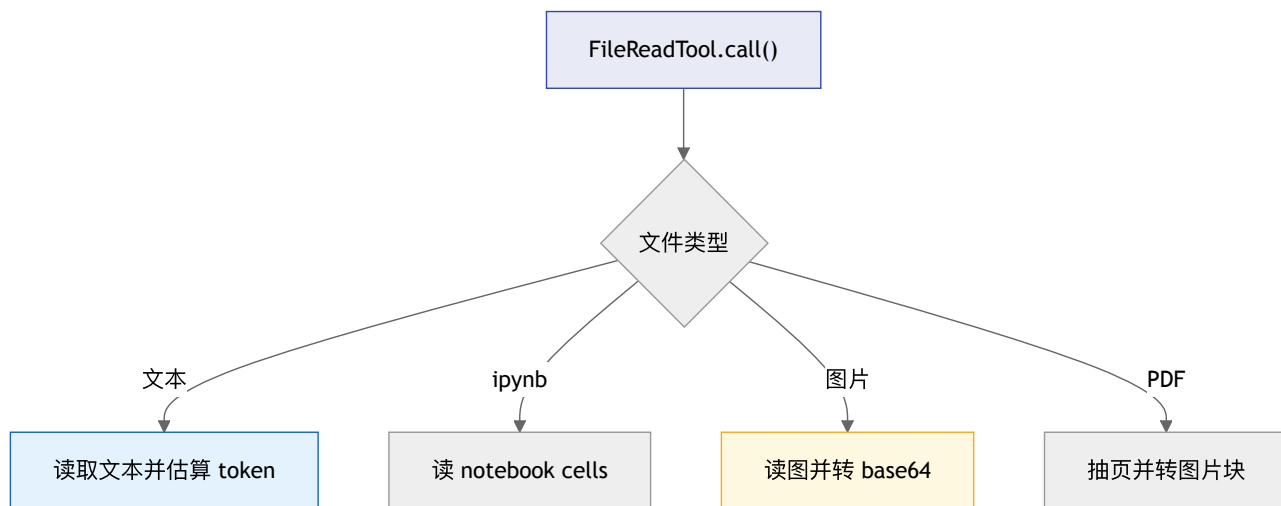 FileReadTool.call()
文件类型
文本
ipynb
图片
PDF
读取文本并估算 token
读 notebook cells
读图并转 base64
抽页并转图片块